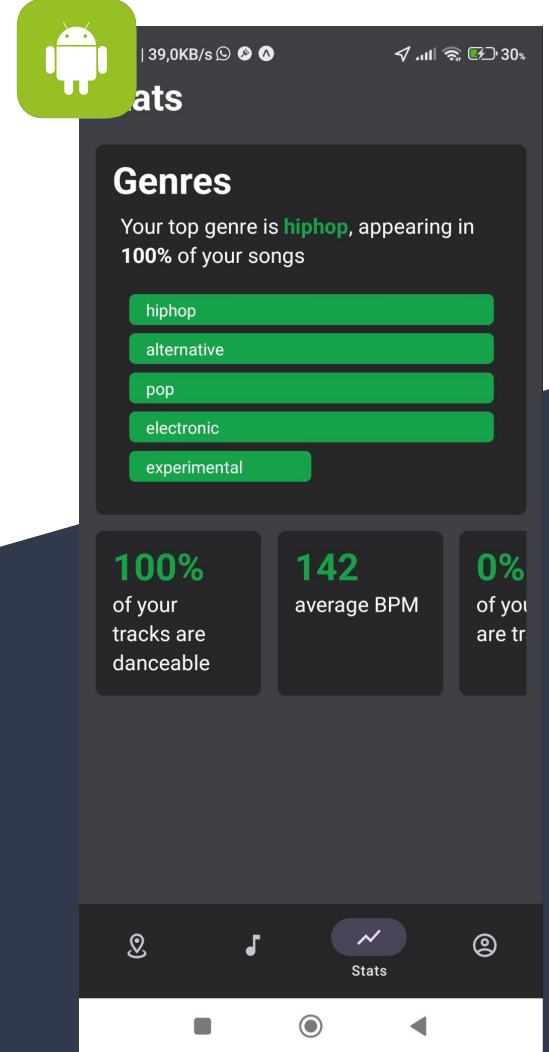 | 39,0KB/s
30%
ats
Genres
Your top genre is hiphop, appearing in
100% of your songs
hiphop
alternative
pop
electronic
experimental
100%
of your
tracks are
danceable
142
average BPM
0%
of you
are tr
Stats